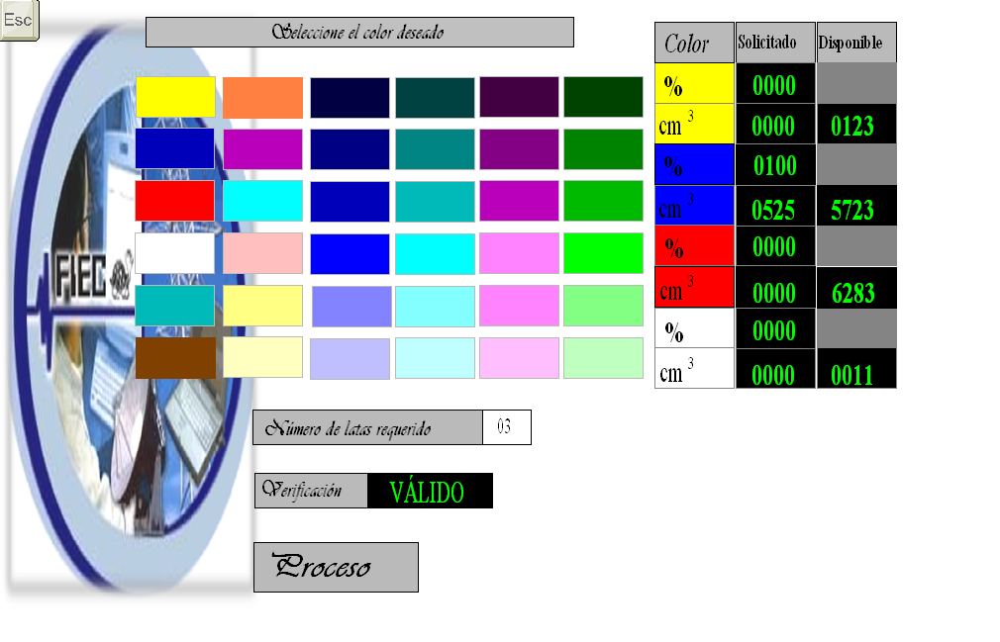 Esc
Seleccione el color deseado
Color Solicitado Disponible
% 0000
cm 3 0000 0123
% 0100
cm 3 0525 5723
% 0000
cm 3 0000 6283
% 0000
cm 3 0000 0011
FIEC
Número de latas requerido 03
Verificación VÁLIDO
Proceso